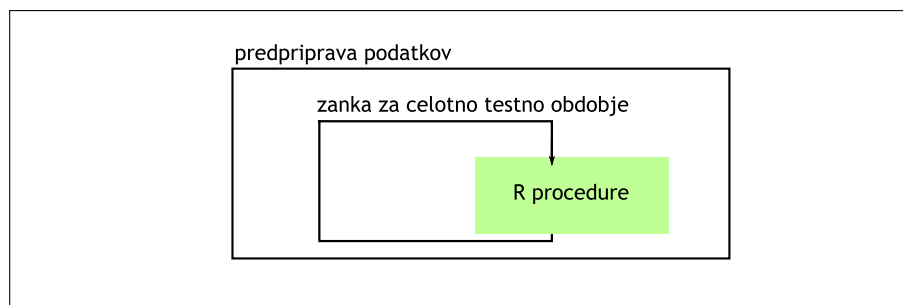 predpriprava podatkov
zanka za celotno testno obdobje
R procedure